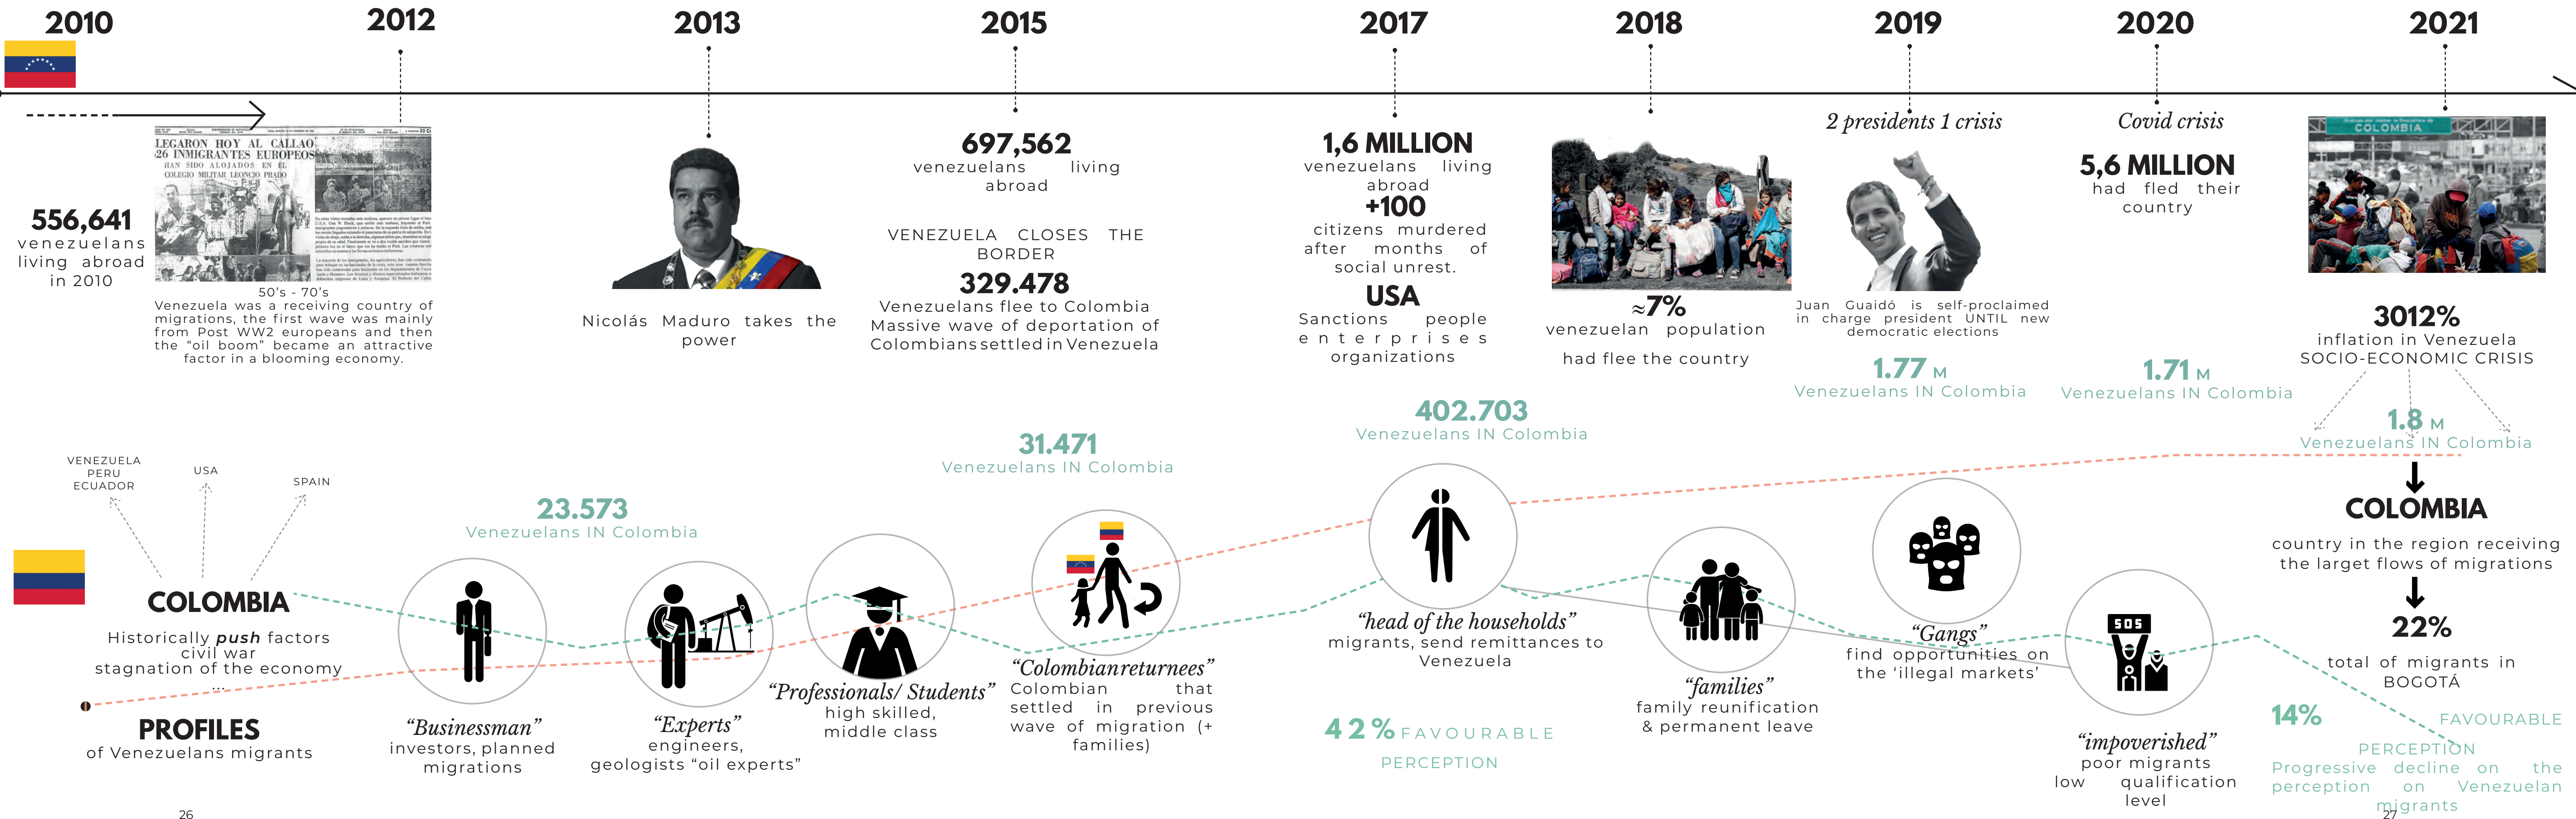 2010
2012
2013
2015
2017
2018
2019
2020
2021
556,641
venezuelans
living abroad
in 2010
LEGARON HOY AL CALLAO
26 INMIGRANTES EUROPEOS
HAN SIDO ALOJADOS EN EL
COLEGIO MILITAR LEONCIO PRADO
50's - 70's
Venezuela was a receiving country of
migrations, the first wave was mainly
from Post WW2 europeans and then
the "oil boom" became an attractive
factor in a blooming economy.
Nicolás Maduro takes the
power
697,562
venezuelans living
abroad
VENEZUELA CLOSES THE
BORDER
329.478
Venezuelans flee to Colombia
Massive wave of deportation of
Colombians settled in Venezuela
1,6 MILLION
venezuelans living
abroad
+100
citizens murdered
after months of
social unrest.
USA
Sanctions people
enterprises
organizations
≈7%
venezuelan population
had flee the country
2 presidents 1 crisis
Juan Guaidó is self-proclaimed
in charge president UNTIL new
democratic elections
1.77 M
Venezuelans IN Colombia
Covid crisis
5,6 MILLION
had fled their
country
1.71 M
Venezuelans IN Colombia
COLOMBIA
3012%
inflation in Venezuela
SOCIO-ECONOMIC CRISIS
1.8 M
Venezuelans IN Colombia
COLOMBIA
country in the region receiving
the larget flows of migrations
22%
total of migrants in
BOGOTÁ
14% FAVOURABLE
PERCEPTION
Progressive decline on the
perception on Venezuelan
migrants
VENEZUELA
PERU
ECUADOR
USA
SPAIN
COLOMBIA
Historically push factors
civil war
stagnation of the economy
...
PROFILES
of Venezuelans migrants
23.573
Venezuelans IN Colombia
31.471
Venezuelans IN Colombia
402.703
Venezuelans IN Colombia
"Businessman"
investors, planned
migrations
"Experts"
engineers,
geologists "oil experts"
"Professionals/ Students"
high skilled,
middle class
"Colombian returnees"
Colombian that
settled in previous
wave of migration (+
families)
"head of the households"
migrants, send remittances to
Venezuela
42% FAVOURABLE
PERCEPTION
"families"
family reunification
& permanent leave
"Gangs"
find opportunities on
the 'illegal markets'
SOS
"impoverished"
poor migrants
low qualification
level
26
27